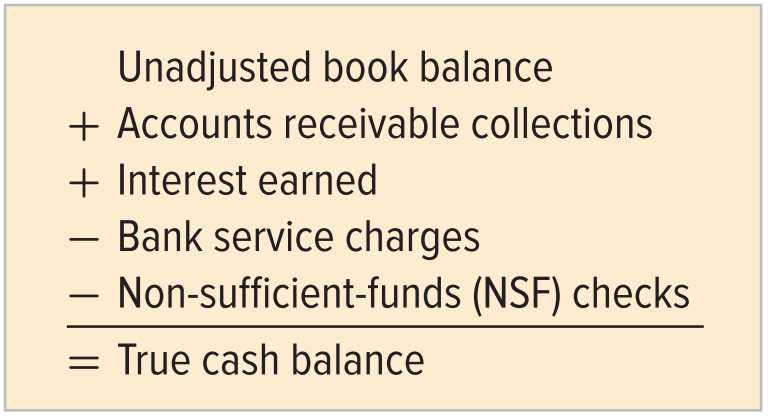 Unadjusted book balance
+ Accounts receivable collections
+ Interest earned
− Bank service charges
− Non-sufficient-funds (NSF) checks
= True cash balance